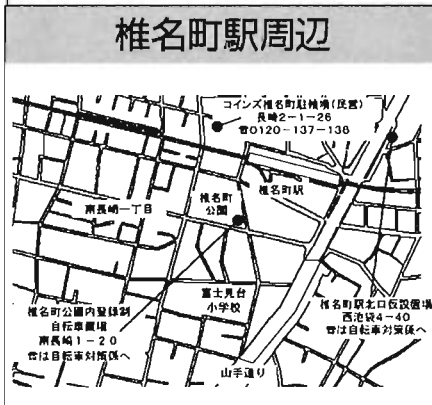 椎名町駅周辺
コインズ椎名町駐輪場(民営)
長崎2-1-26
☎0120-137-138
椎名町駅
椎名町
公園
南長崎一丁目
富士見台
小学校
椎名町公園内登録制
自転車置場
南長崎1-20
☎は自転車対策係へ
椎名町駅北口仮設置場
西池袋4-40
☎は自転車対策係へ
山手通り